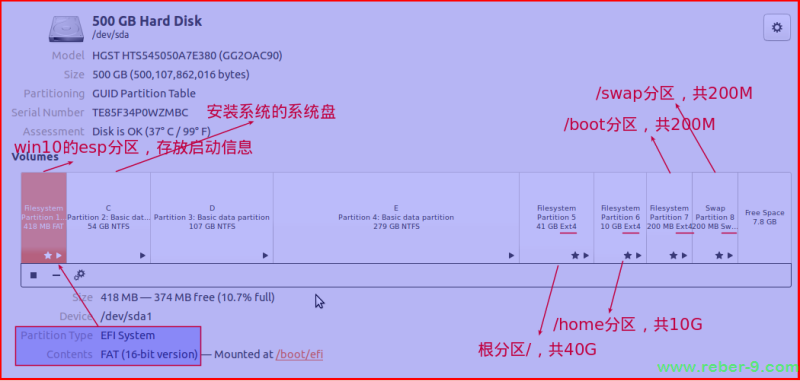 500 GB Hard Disk
/dev/sda
Model HGST HTS545050A7E380 (GG2OAC90)
Size 500 GB (500,107,862,016 bytes)
Partitioning GUID Partition Table
Serial Number TE85F34P0WZMBC
Assessment Disk is OK (37° C / 99° F)
安装系统的系统盘
/swap分区，共200M
/boot分区，共200M
win10的esp分区，存放启动信息
Volumes
Filesystem
Partition 1...
418 MB FAT
C
Partition 2: Basic dat...
54 GB NTFS
D
Partition 3: Basic data partition
107 GB NTFS
E
Partition 4: Basic data partition
279 GB NTFS
Filesystem
Partition 5
41 GB Ext4
Filesystem
Partition 6
10 GB Ext4
Filesystem
Partition 7
200 MB Ext4
Swap
Partition 8
200 MB Sw...
Free Space
7.8 GB
Size 418 MB — 374 MB free (10.7% full)
Device /dev/sda1
Partition Type EFI System
Contents FAT (16-bit version) — Mounted at /boot/efi
/home分区，共10G
根分区/，共40G
www.reber-9.com